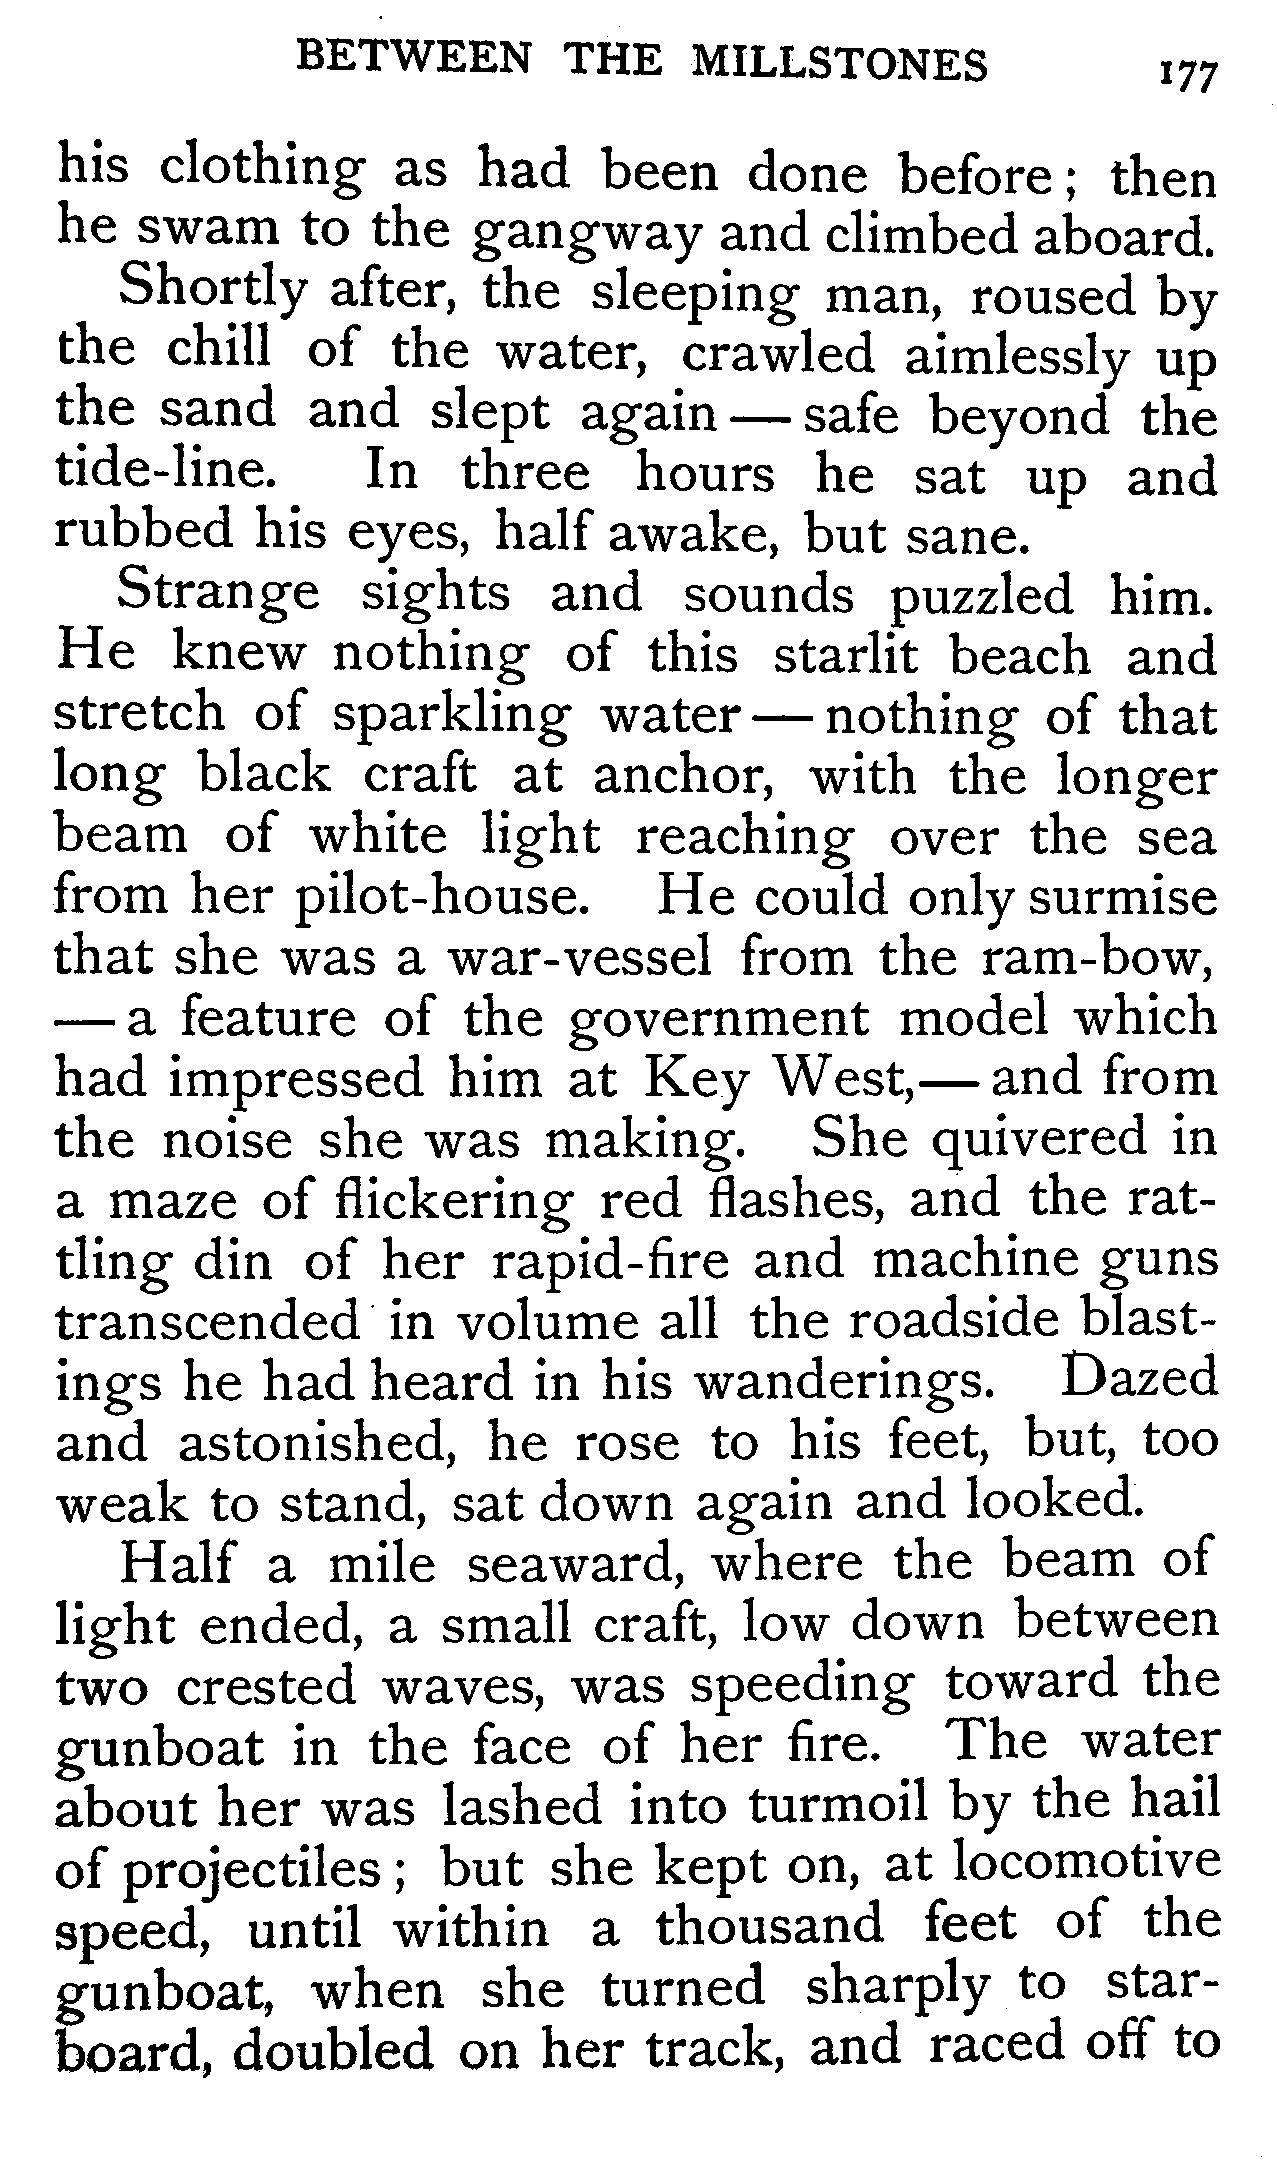 BETWEEN THE MILLSTONES 177
his clothing as had been done before; then
he swam to the gangway and climbed aboard.
Shortly after, the sleeping man, roused by
the chill of the water, crawled aimlessly up
the sand and slept again — safe beyond the
tide-line. In three hours he sat up and
rubbed his eyes, half awake, but sane.
Strange sights and sounds puzzled him.
He knew nothing of this starlit beach and
stretch of sparkling water — nothing of that
long black craft at anchor, with the longer
beam of white light reaching over the sea
from her pilot-house. He could only surmise
that she was a war-vessel from the ram-bow,
— a feature of the government model which
had impressed him at Key West,— and from
the noise she was making. She quivered in
a maze of flickering red flashes, and the rat-
tling din of her rapid-fire and machine guns
transcended in volume all the roadside blast-
ings he had heard in his wanderings. Dazed
and astonished, he rose to his feet, but, too
weak to stand, sat down again and looked.
Half a mile seaward, where the beam of
light ended, a small craft, low down between
two crested waves, was speeding toward the
gunboat in the face of her fire. The water
about her was lashed into turmoil by the hail
of projectiles; but she kept on, at locomotive
speed, until within a thousand feet of the
gunboat, when she turned sharply to star-
board, doubled on her track, and raced off to